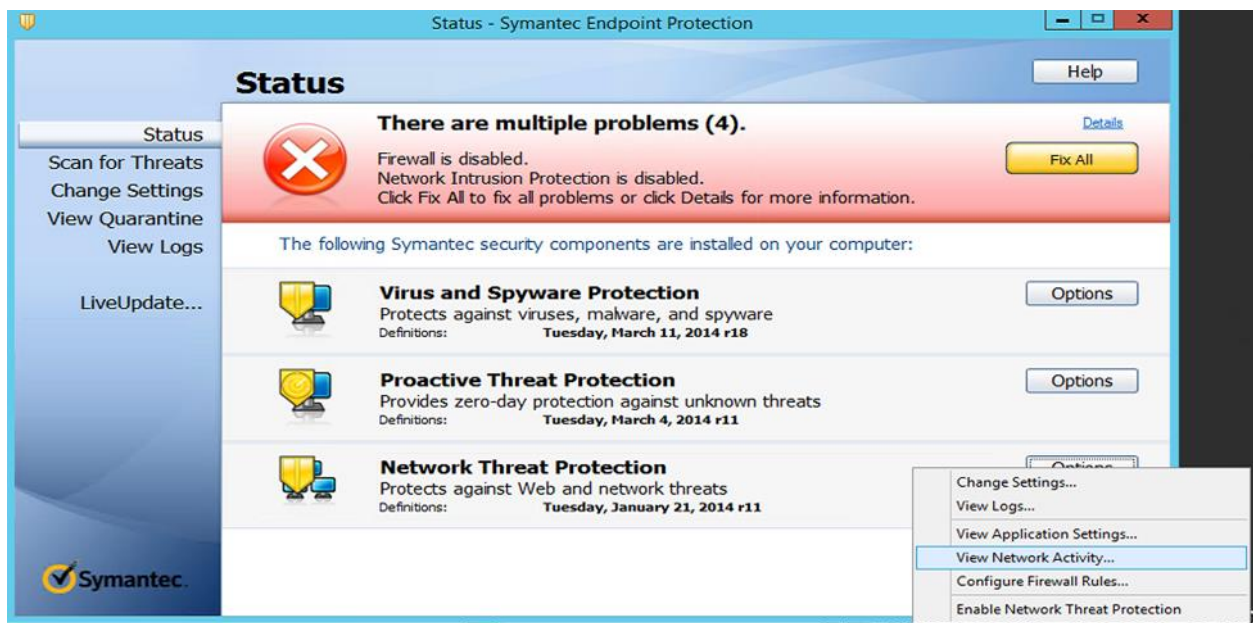 Status - Symantec Endpoint Protection
Status
Help
Status
Scan for Threats
Change Settings
View Quarantine
View Logs
LiveUpdate...
There are multiple problems (4).
Details
Firewall is disabled.
Network Intrusion Protection is disabled.
Click Fix All to fix all problems or click Details for more information.
Fix All
The following Symantec security components are installed on your computer:
Virus and Spyware Protection
Protects against viruses, malware, and spyware
Definitions: Tuesday, March 11, 2014 r18
Options
Proactive Threat Protection
Provides zero-day protection against unknown threats
Definitions: Tuesday, March 4, 2014 r11
Options
Network Threat Protection
Protects against Web and network threats
Definitions: Tuesday, January 21, 2014 r11
Options
Change Settings...
View Logs...
View Application Settings...
View Network Activity...
Configure Firewall Rules...
Enable Network Threat Protection
Symantec.